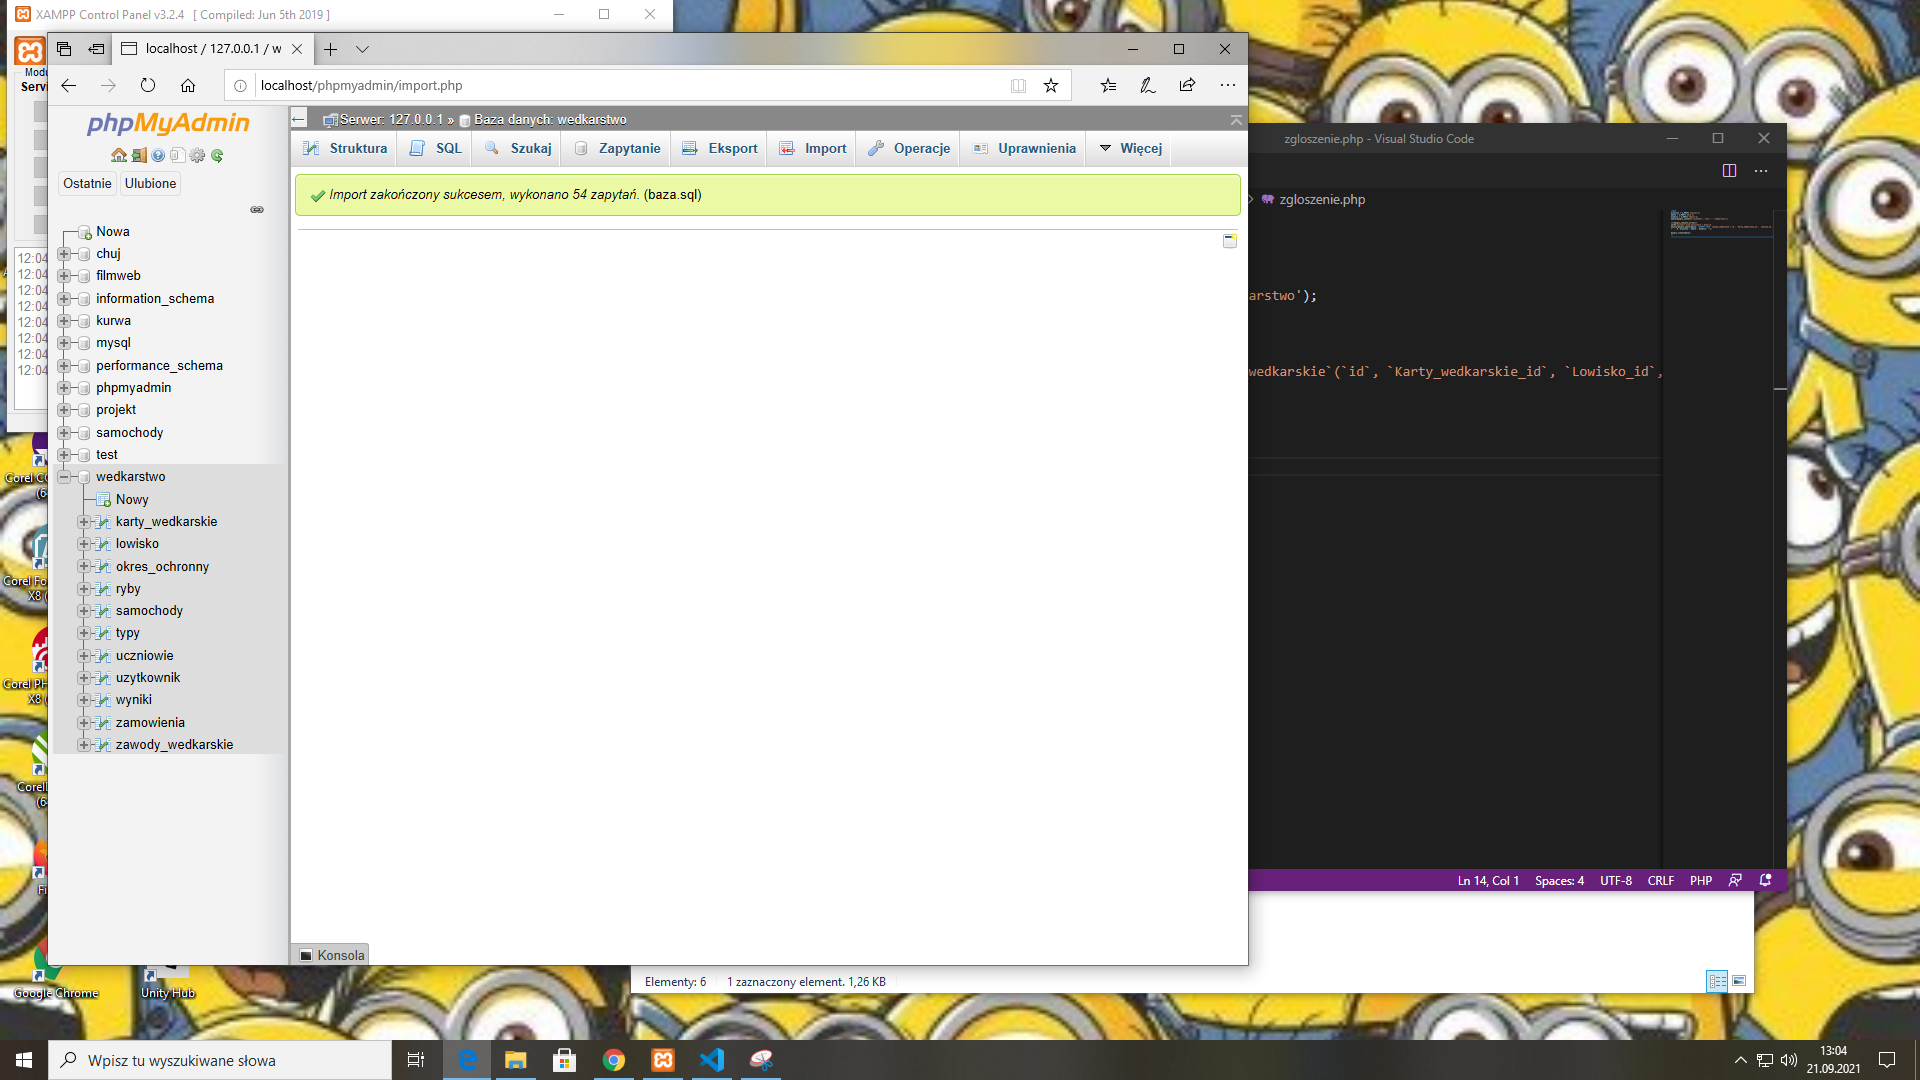 XAMPP Control Panel v3.2.4   [ Compiled: Jun 5th 2019 ]
localhost / 127.0.0.1 / w
localhost/phpmyadmin/import.php
phpMyAdmin
Ostatnie
Ulubione
Nowa
chuj
filmweb
information_schema
kurwa
mysql
performance_schema
phpmyadmin
projekt
samochody
test
wedkarstwo
Nowy
karty_wedkarskie
lowisko
okres_ochronny
ryby
samochody
typy
uczniowie
uzytkownik
wyniki
zamowienia
zawody_wedkarskie
Serwer: 127.0.0.1 » Baza danych: wedkarstwo
Struktura
SQL
Szukaj
Zapytanie
Eksport
Import
Operacje
Uprawnienia
Więcej
Import zakończony sukcesem, wykonano 54 zapytań. (baza.sql)
Konsola
12:04
12:04
12:04
12:04
12:04
12:04
12:04
12:04
zgloszenie.php - Visual Studio Code
zgloszenie.php
arstwo');
wedkarskie`(`id`, `Karty_wedkarskie_id`, `Lowisko_id`,
Ln 14, Col 1
Spaces: 4
UTF-8
CRLF
PHP
Elementy: 6
1 zaznaczony element. 1,26 KB
Google Chrome
Unity Hub
Wpisz tu wyszukiwane słowa
13:04
21.09.2021